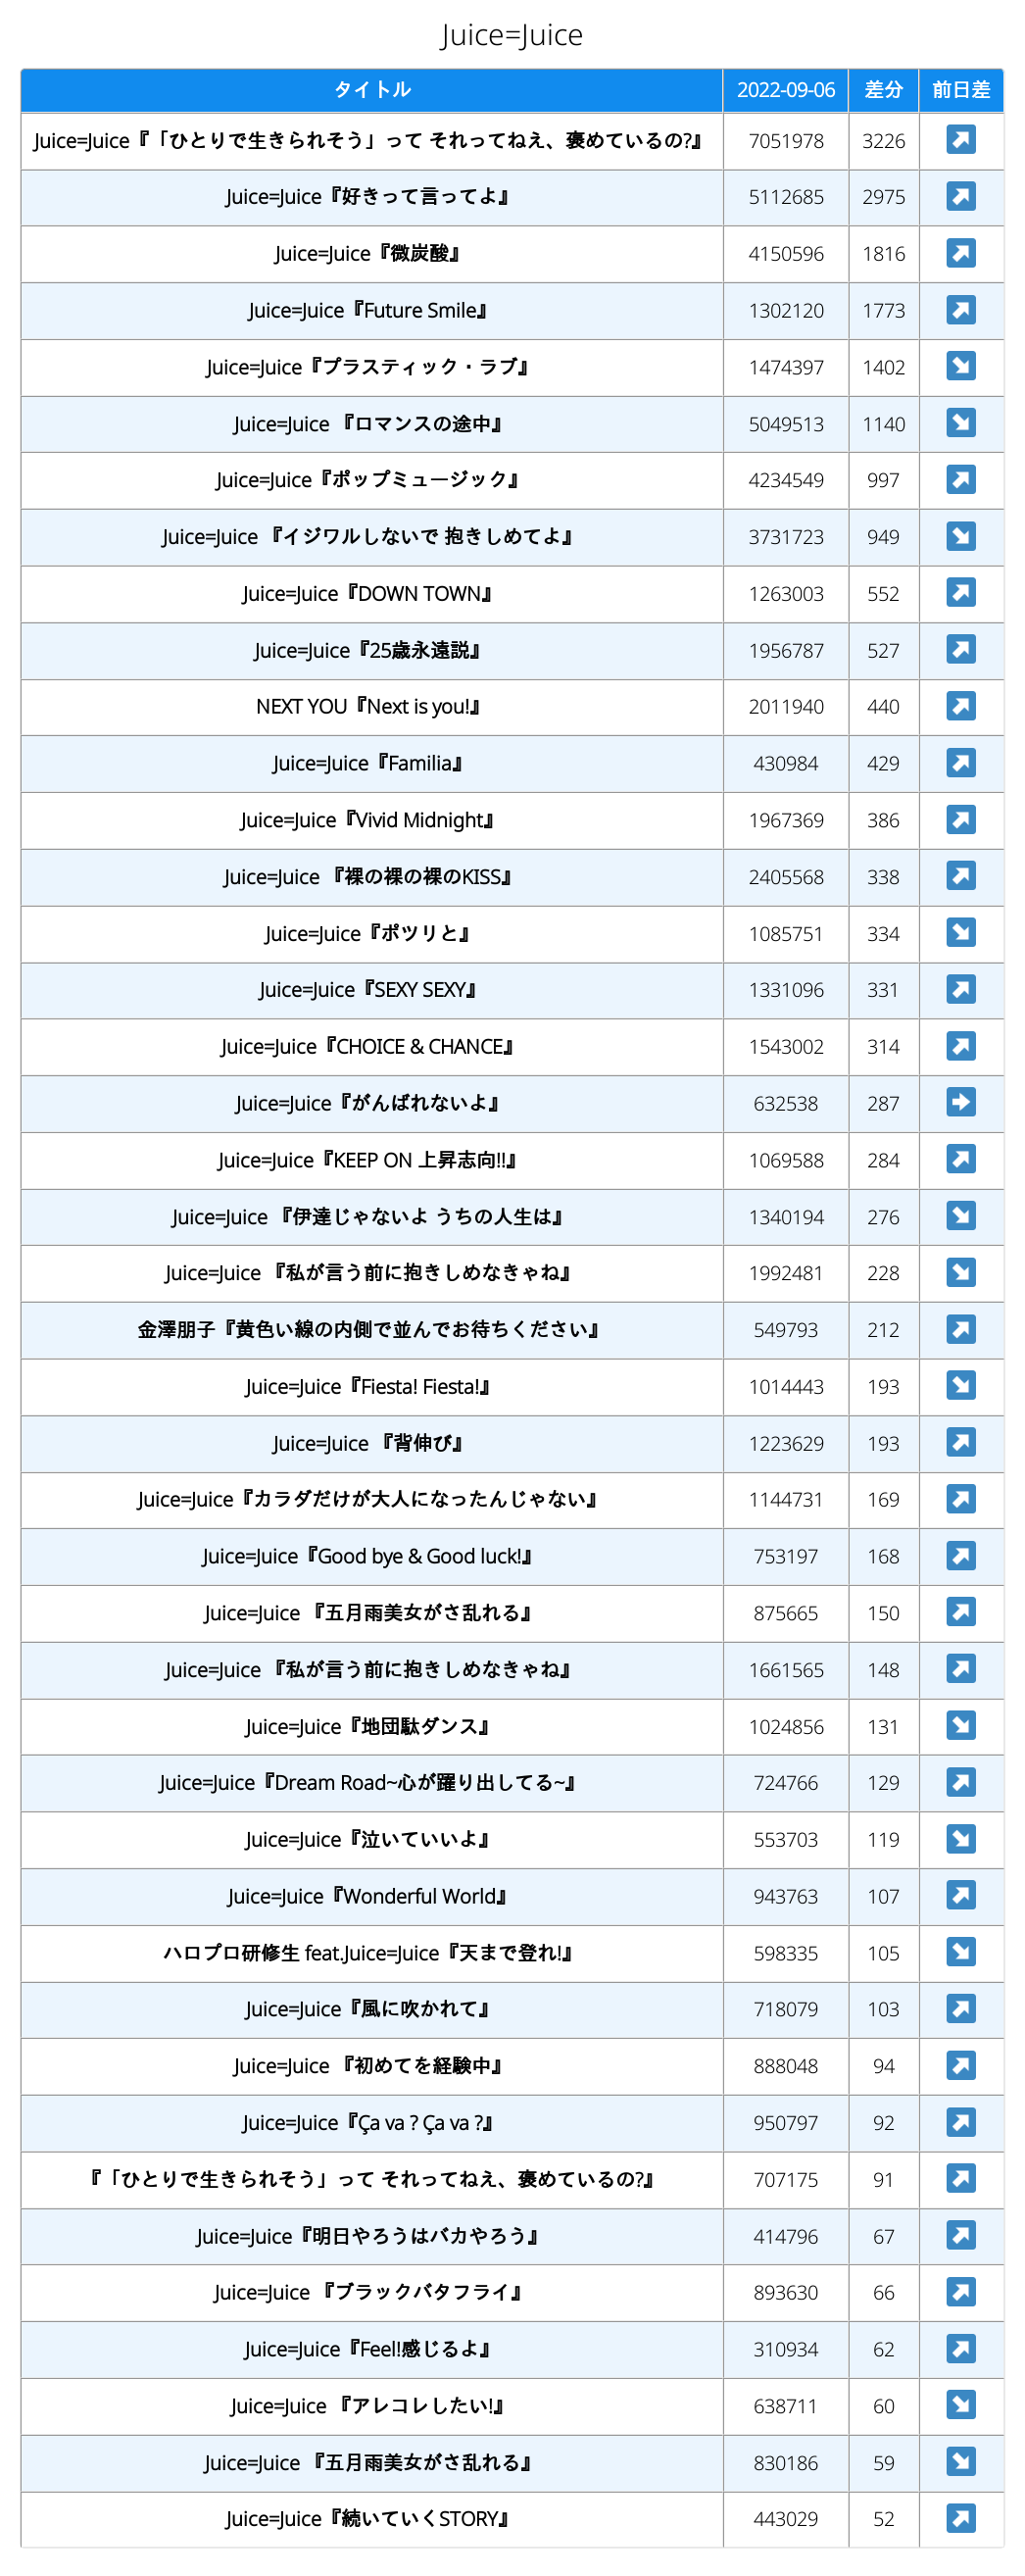 Juice=Juice
タイトル 2022-09-06 差分 前日差
Juice=Juice『「ひとりで生きられそう」って それってねえ、褒めているの?』 7051978 3226 ↗
Juice=Juice『好きって言ってよ』 5112685 2975 ↗
Juice=Juice『微炭酸』 4150596 1816 ↗
Juice=Juice『Future Smile』 1302120 1773 ↗
Juice=Juice『プラスティック・ラブ』 1474397 1402 ↘
Juice=Juice 『ロマンスの途中』 5049513 1140 ↘
Juice=Juice『ポップミュージック』 4234549 997 ↗
Juice=Juice 『イジワルしないで 抱きしめてよ』 3731723 949 ↘
Juice=Juice『DOWN TOWN』 1263003 552 ↗
Juice=Juice『25歳永遠説』 1956787 527 ↗
NEXT YOU『Next is you!』 2011940 440 ↗
Juice=Juice『Familia』 430984 429 ↗
Juice=Juice『Vivid Midnight』 1967369 386 ↗
Juice=Juice 『裸の裸の裸のKISS』 2405568 338 ↗
Juice=Juice『ポツリと』 1085751 334 ↘
Juice=Juice『SEXY SEXY』 1331096 331 ↗
Juice=Juice『CHOICE & CHANCE』 1543002 314 ↗
Juice=Juice『がんばれないよ』 632538 287 ➡
Juice=Juice『KEEP ON 上昇志向!!』 1069588 284 ↗
Juice=Juice 『伊達じゃないよ うちの人生は』 1340194 276 ↘
Juice=Juice 『私が言う前に抱きしめなきゃね』 1992481 228 ↘
金澤朋子『黄色い線の内側で並んでお待ちください』 549793 212 ↗
Juice=Juice『Fiesta! Fiesta!』 1014443 193 ↘
Juice=Juice 『背伸び』 1223629 193 ↗
Juice=Juice『カラダだけが大人になったんじゃない』 1144731 169 ↗
Juice=Juice『Good bye & Good luck!』 753197 168 ↗
Juice=Juice 『五月雨美女がさ乱れる』 875665 150 ↗
Juice=Juice 『私が言う前に抱きしめなきゃね』 1661565 148 ↗
Juice=Juice『地団駄ダンス』 1024856 131 ↘
Juice=Juice『Dream Road~心が躍り出してる~』 724766 129 ↗
Juice=Juice『泣いていいよ』 553703 119 ↘
Juice=Juice『Wonderful World』 943763 107 ↗
ハロプロ研修生 feat.Juice=Juice『天まで登れ!』 598335 105 ↘
Juice=Juice『風に吹かれて』 718079 103 ↗
Juice=Juice 『初めてを経験中』 888048 94 ↗
Juice=Juice『Ça va ? Ça va ?』 950797 92 ↗
『「ひとりで生きられそう」って それってねえ、褒めているの?』 707175 91 ↗
Juice=Juice『明日やろうはバカやろう』 414796 67 ↗
Juice=Juice 『ブラックバタフライ』 893630 66 ↗
Juice=Juice『Feel!感じるよ』 310934 62 ↗
Juice=Juice 『アレコレしたい!』 638711 60 ↘
Juice=Juice 『五月雨美女がさ乱れる』 830186 59 ↘
Juice=Juice『続いていくSTORY』 443029 52 ↗